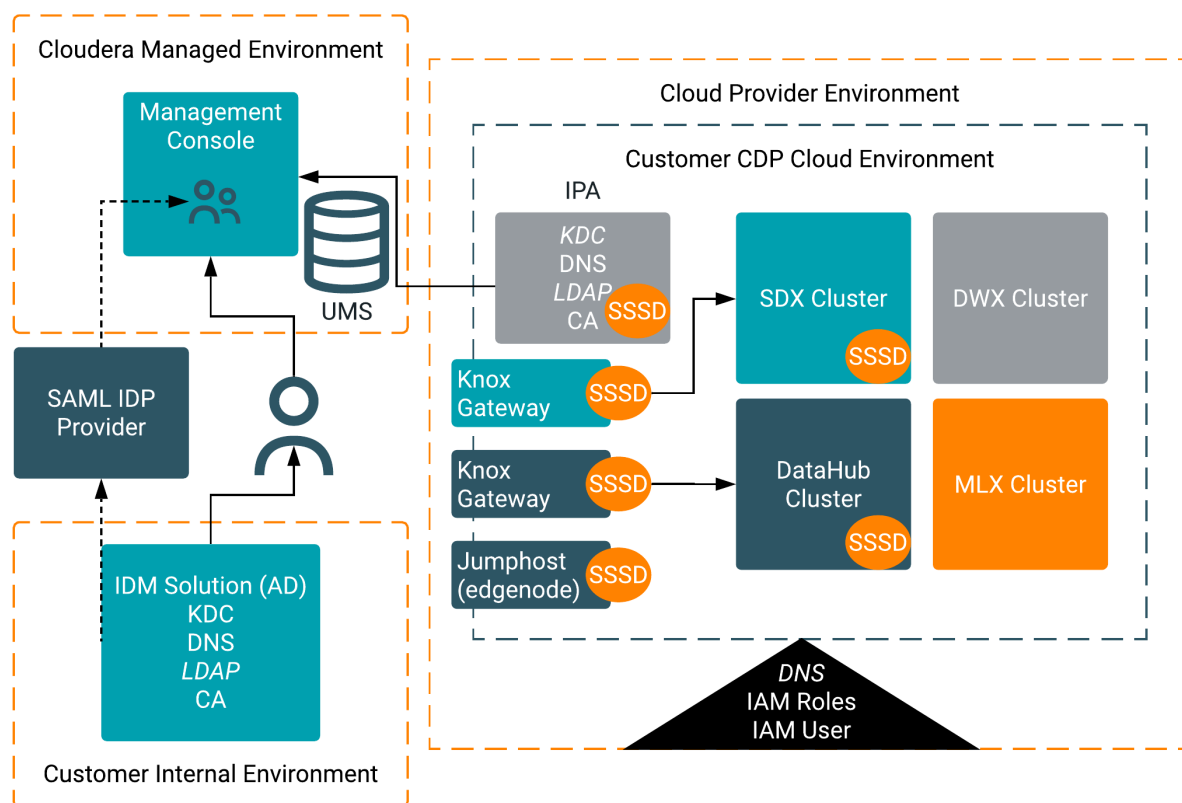 Cloudera Managed Environment
Management
Console
UMS
SAML IDP
Provider
IDM Solution (AD)
KDC
DNS
LDAP
CA
Customer Internal Environment
Cloud Provider Environment
Customer CDP Cloud Environment
IPA
KDC
DNS
LDAP
CA
SSSD
Knox
Gateway
SSSD
Knox
Gateway
SSSD
Jumphost
(edgenode)
SSSD
SDX Cluster
SSSD
DWX Cluster
DataHub
Cluster
SSSD
MLX Cluster
DNS
IAM Roles
IAM User